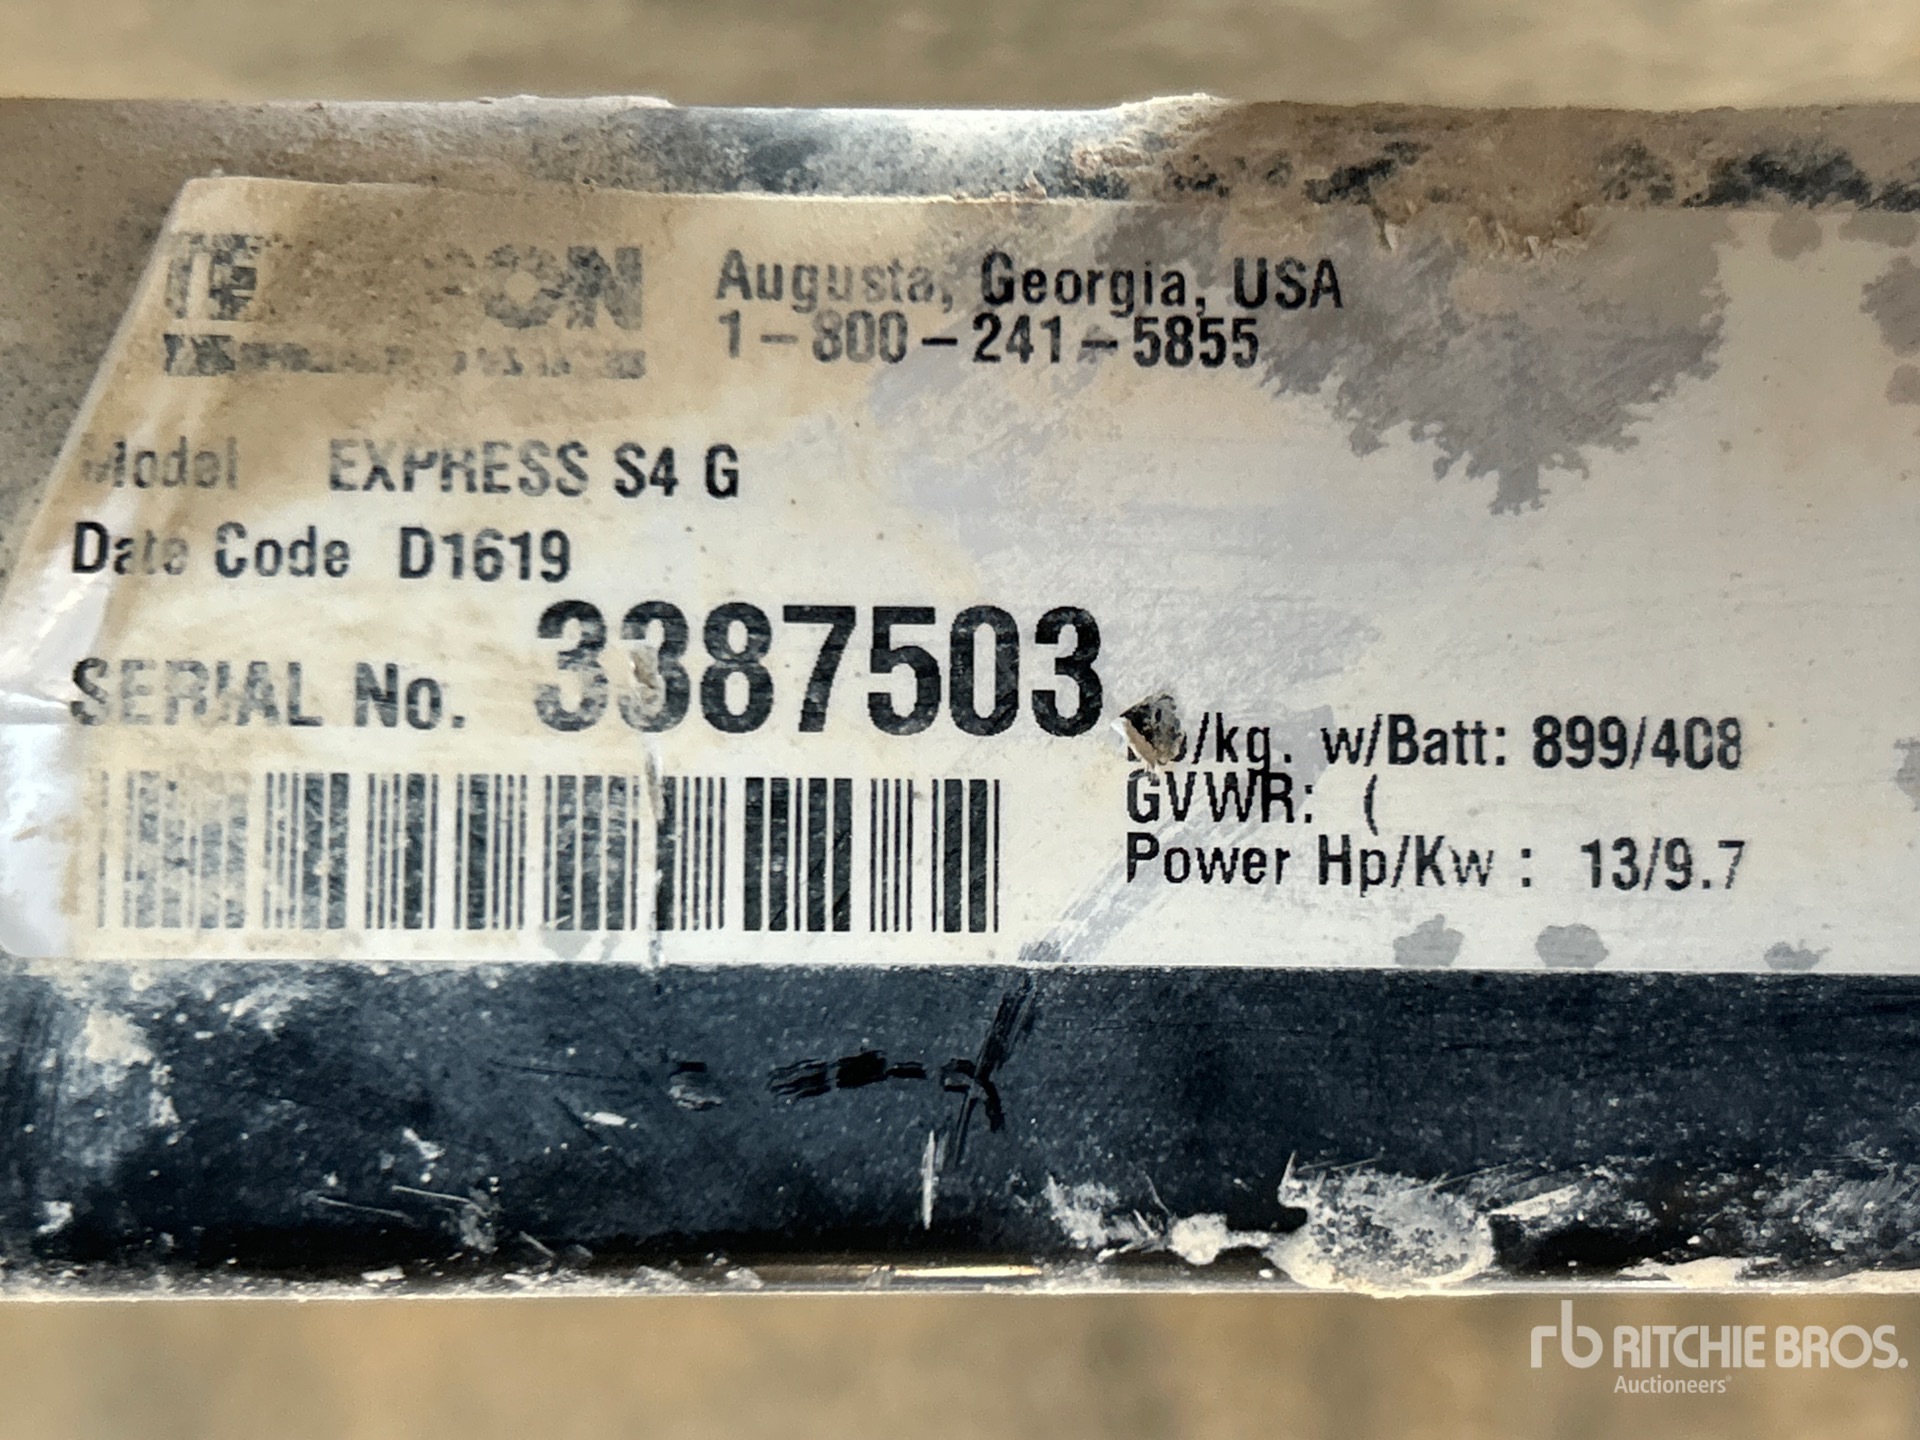 Augusta, Georgia, USA
1-800-241-5855
Model EXPRESS S4 G
Date Code D1619
SERIAL No. 3387503
/kg. w/Batt: 899/408
GVWR: (
Power Hp/Kw : 13/9.7
rb RITCHIE BROS.
Auctioneers